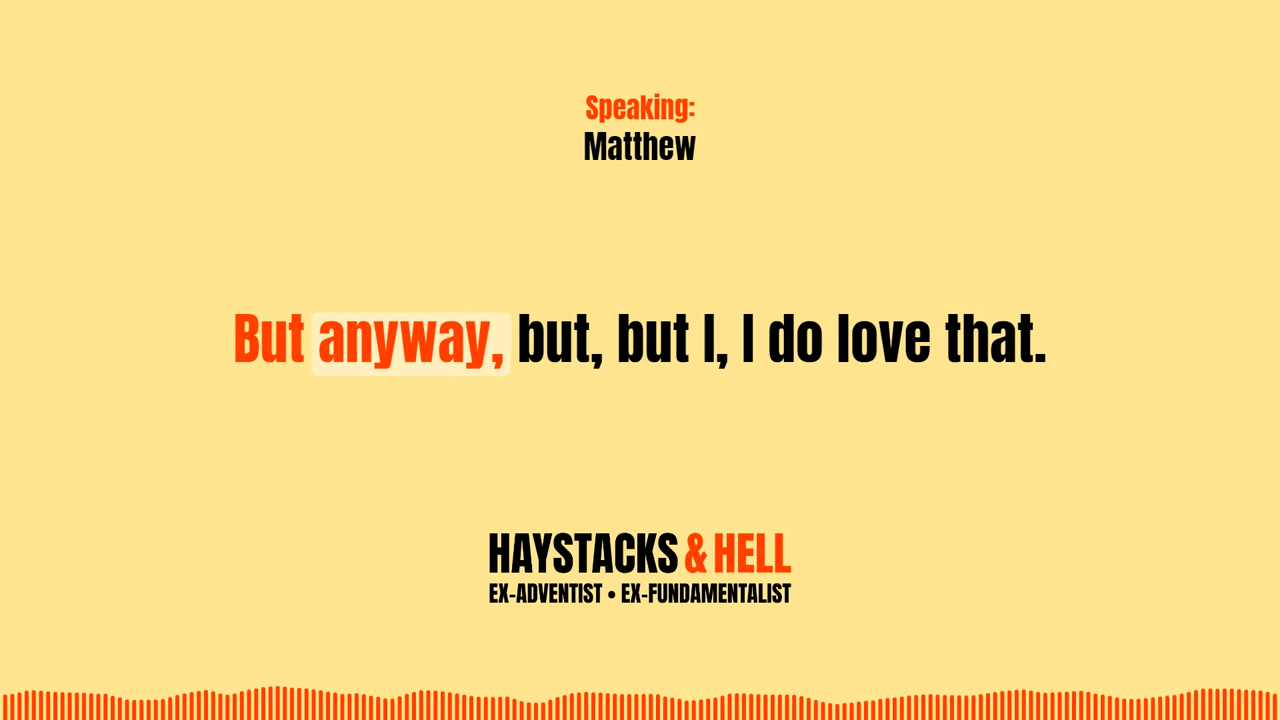 Speaking:
Matthew
But anyway, but, but I, I do love that.
HAYSTACKS & HELL
EX-ADVENTIST • EX-FUNDAMENTALIST